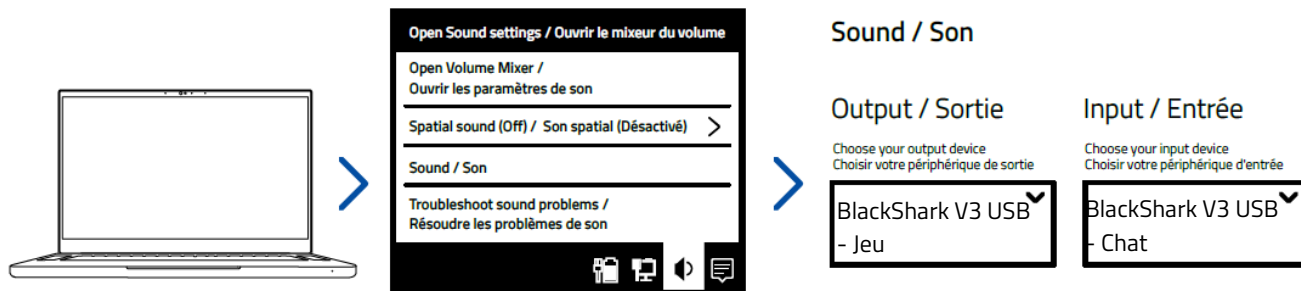 Open Sound settings / Ouvrir le mixeur du volume
Open Volume Mixer /
Ouvrir les paramètres de son
Spatial sound (Off) / Son spatial (Désactivé)
Sound / Son
Troubleshoot sound problems /
Résoudre les problèmes de son
Sound / Son
Output / Sortie
Choose your output device
Choisir votre périphérique de sortie
BlackShark V3 USB
- Jeu
Input / Entrée
Choose your input device
Choisir votre périphérique d'entrée
BlackShark V3 USB
- Chat